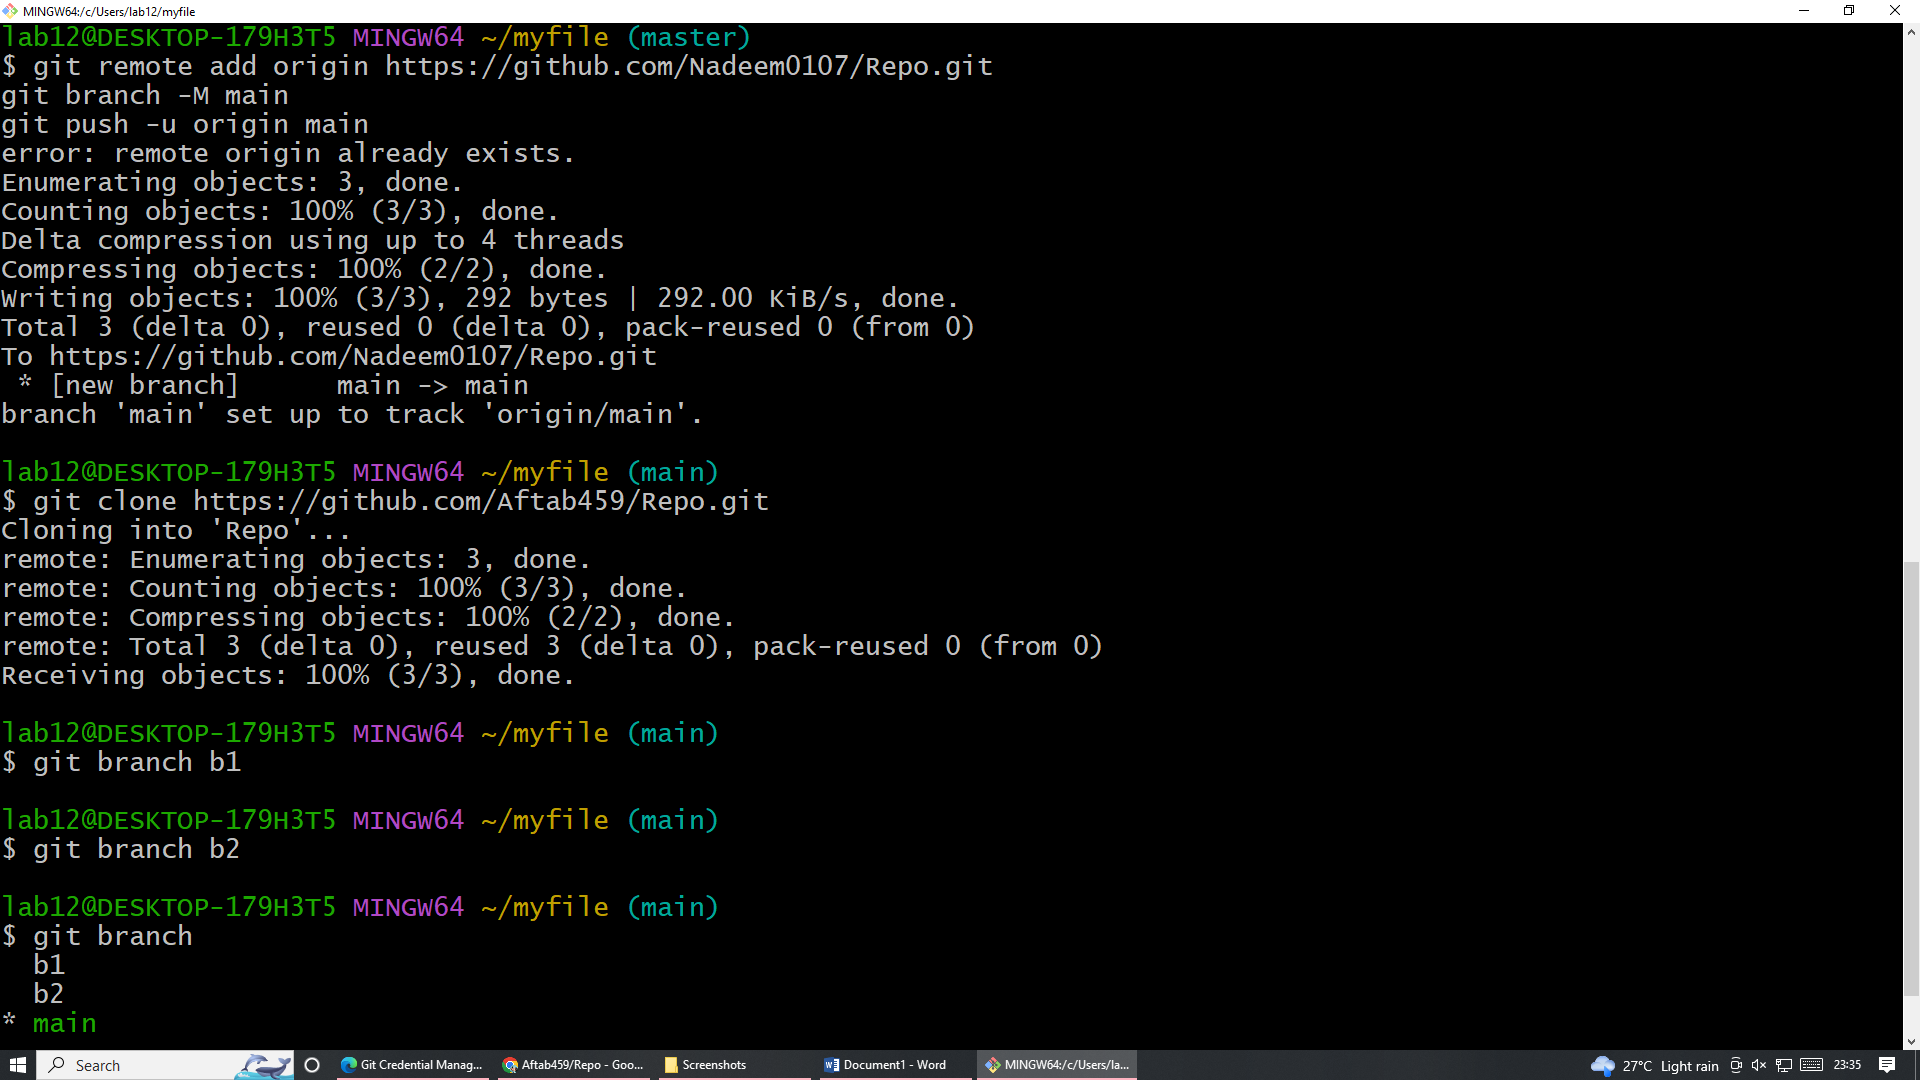 MINGW64:/c/Users/lab12/myfile
lab12@DESKTOP-179H3T5 MINGW64 ~/myfile (master)
$ git remote add origin https://github.com/Nadeem0107/Repo.git
git branch -M main
git push -u origin main
error: remote origin already exists.
Enumerating objects: 3, done.
Counting objects: 100% (3/3), done.
Delta compression using up to 4 threads
Compressing objects: 100% (2/2), done.
Writing objects: 100% (3/3), 292 bytes | 292.00 KiB/s, done.
Total 3 (delta 0), reused 0 (delta 0), pack-reused 0 (from 0)
To https://github.com/Nadeem0107/Repo.git
 * [new branch]      main -> main
branch 'main' set up to track 'origin/main'.
lab12@DESKTOP-179H3T5 MINGW64 ~/myfile (main)
$ git clone https://github.com/Aftab459/Repo.git
Cloning into 'Repo'...
remote: Enumerating objects: 3, done.
remote: Counting objects: 100% (3/3), done.
remote: Compressing objects: 100% (2/2), done.
remote: Total 3 (delta 0), reused 3 (delta 0), pack-reused 0 (from 0)
Receiving objects: 100% (3/3), done.
lab12@DESKTOP-179H3T5 MINGW64 ~/myfile (main)
$ git branch b1
lab12@DESKTOP-179H3T5 MINGW64 ~/myfile (main)
$ git branch b2
lab12@DESKTOP-179H3T5 MINGW64 ~/myfile (main)
$ git branch
  b1
  b2
* main
Search Git Credential Manag... Aftab459/Repo - Goo... Screenshots Document1 - Word MINGW64:/c/Users/la... 27°C Light rain 23:35